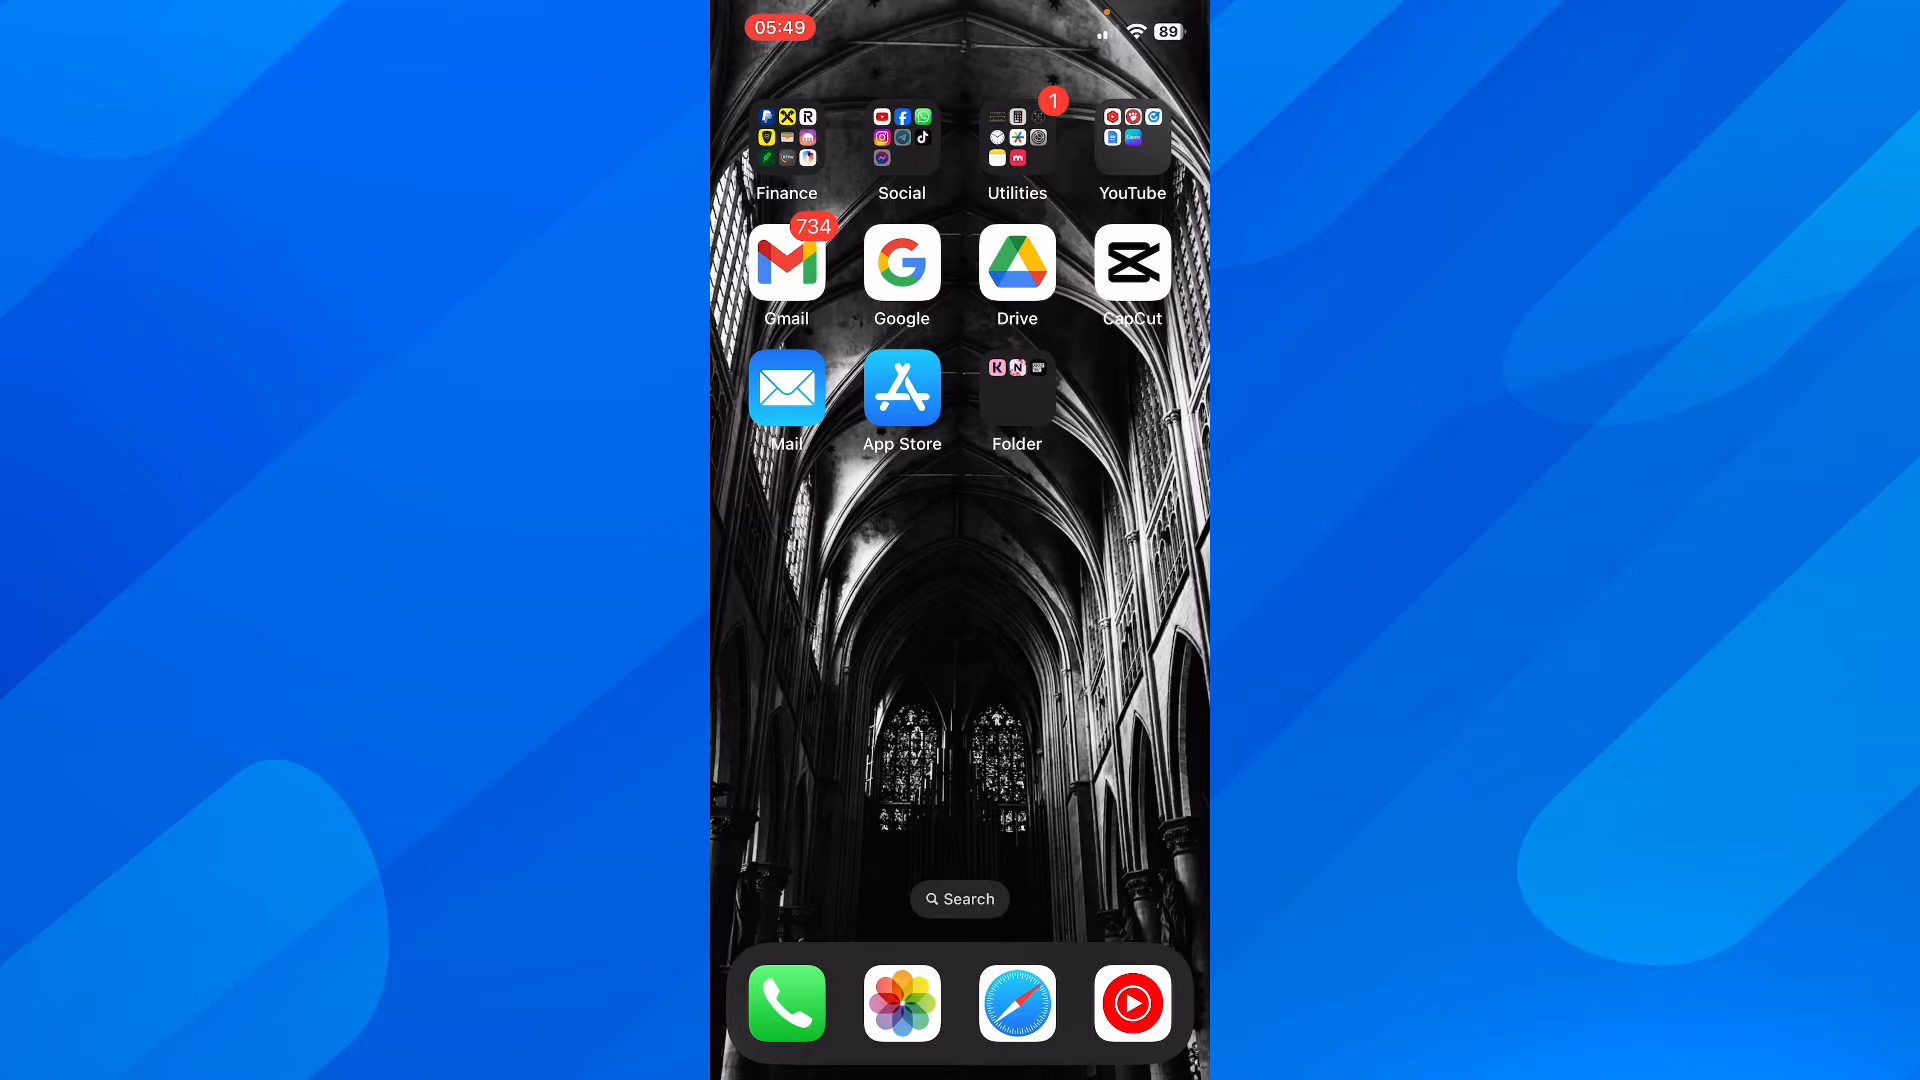 05:49
89
1
Finance
Social
Utilities
YouTube
734
Gmail
Google
Drive
CapCut
Mail
App Store
Folder
Search